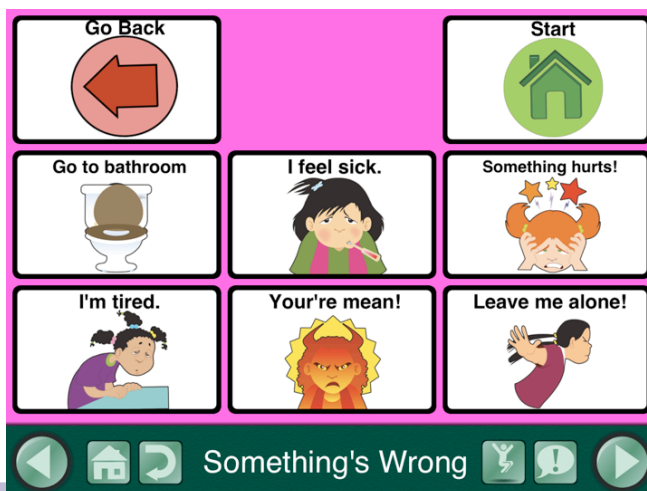 Go Back
Start
Go to bathroom
I feel sick.
Something hurts!
I'm tired.
Your're mean!
Leave me alone!
Something's Wrong